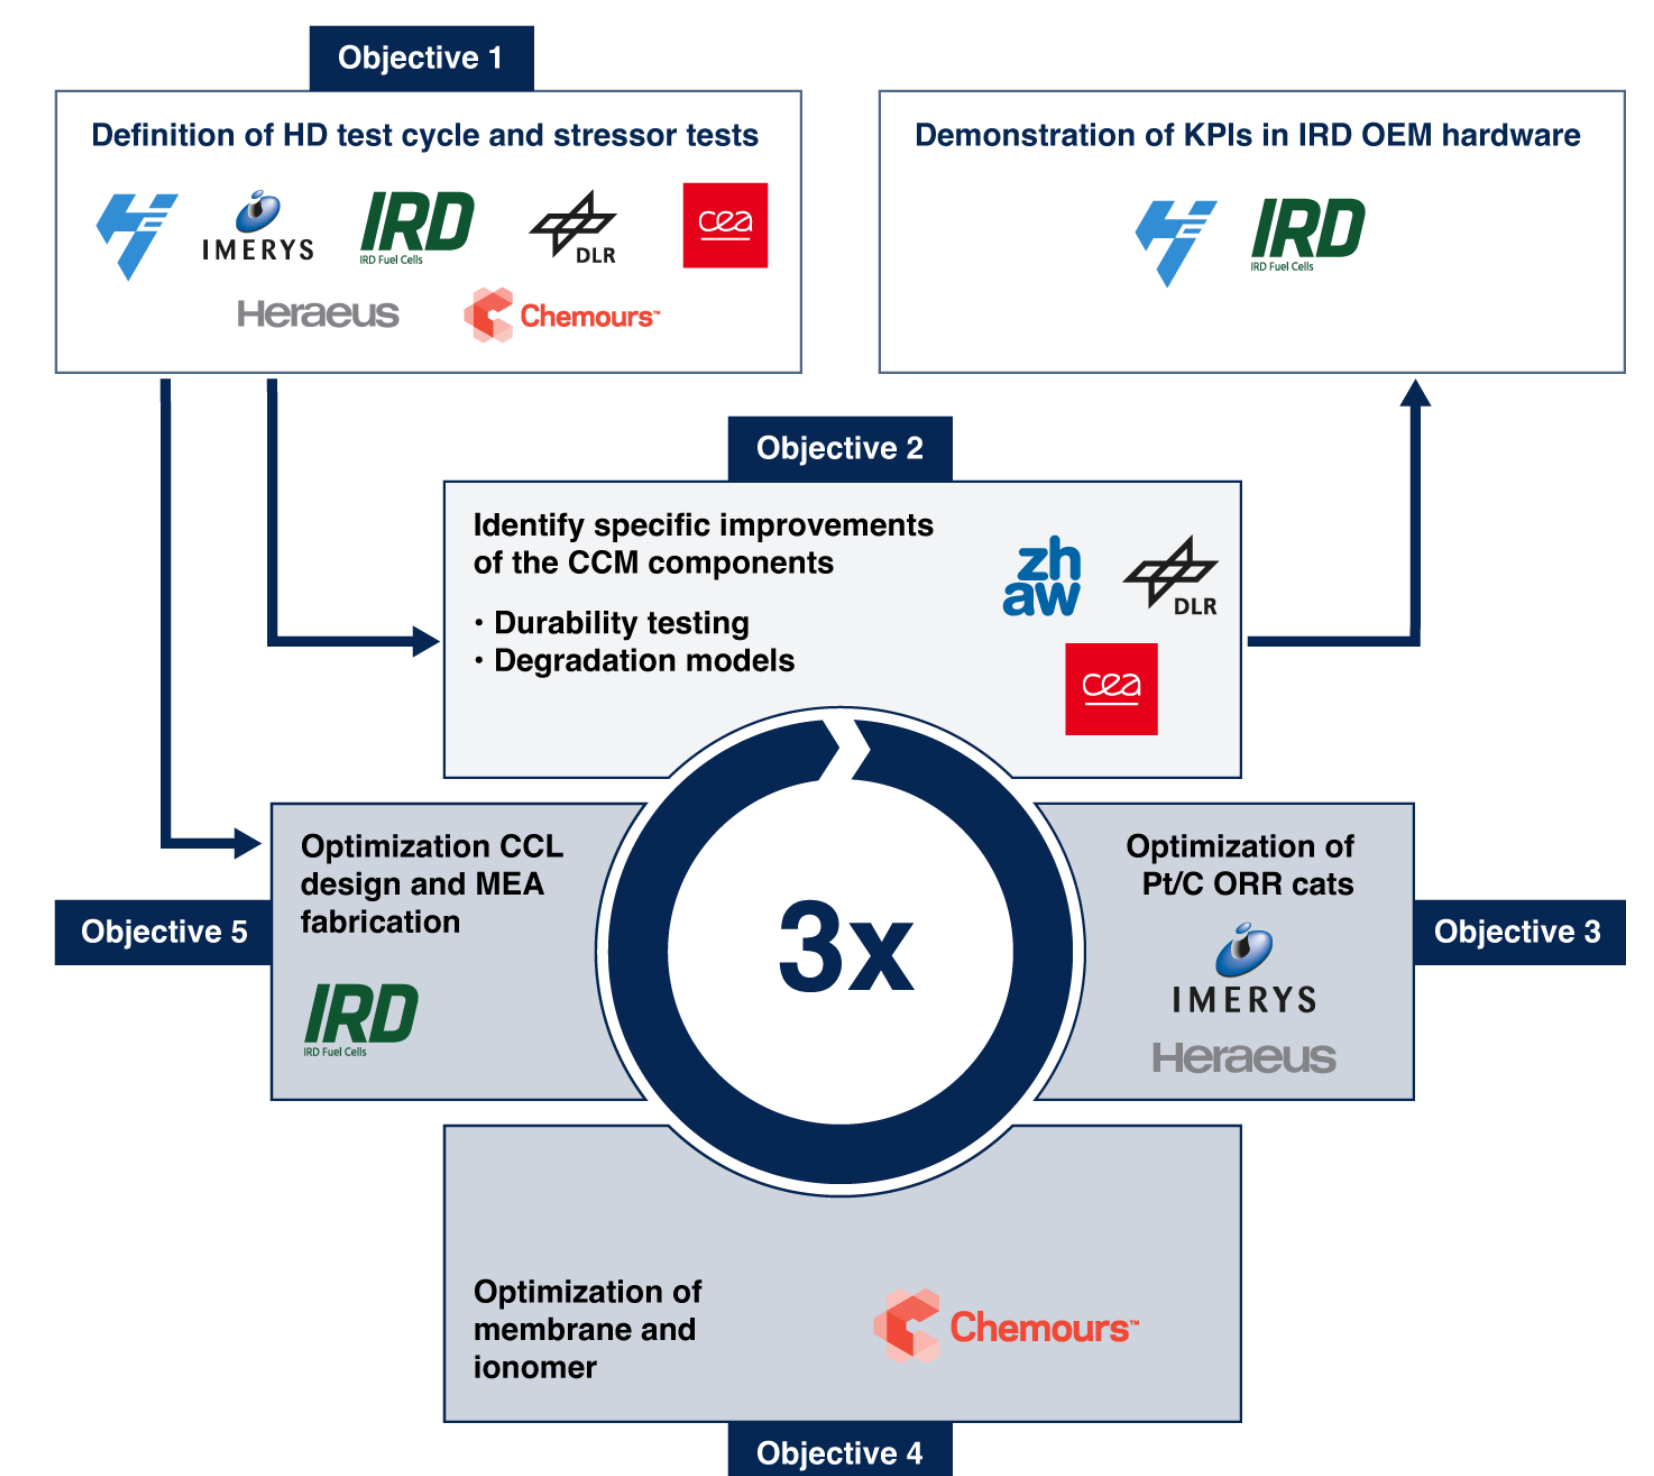 Objective 1
Definition of HD test cycle and stressor tests
IMERYS
IRD
IRD Fuel Cells
DLR
cea
Heraeus
Chemours™
Demonstration of KPIs in IRD OEM hardware
IRD
IRD Fuel Cells
Objective 2
Identify specific improvements
of the CCM components
• Durability testing
• Degradation models
zh
aw
DLR
cea
Optimization CCL
design and MEA
fabrication
Objective 5
IRD
IRD Fuel Cells
3x
Optimization of
Pt/C ORR cats
Objective 3
IMERYS
Heraeus
Optimization of
membrane and
ionomer
Chemours™
Objective 4